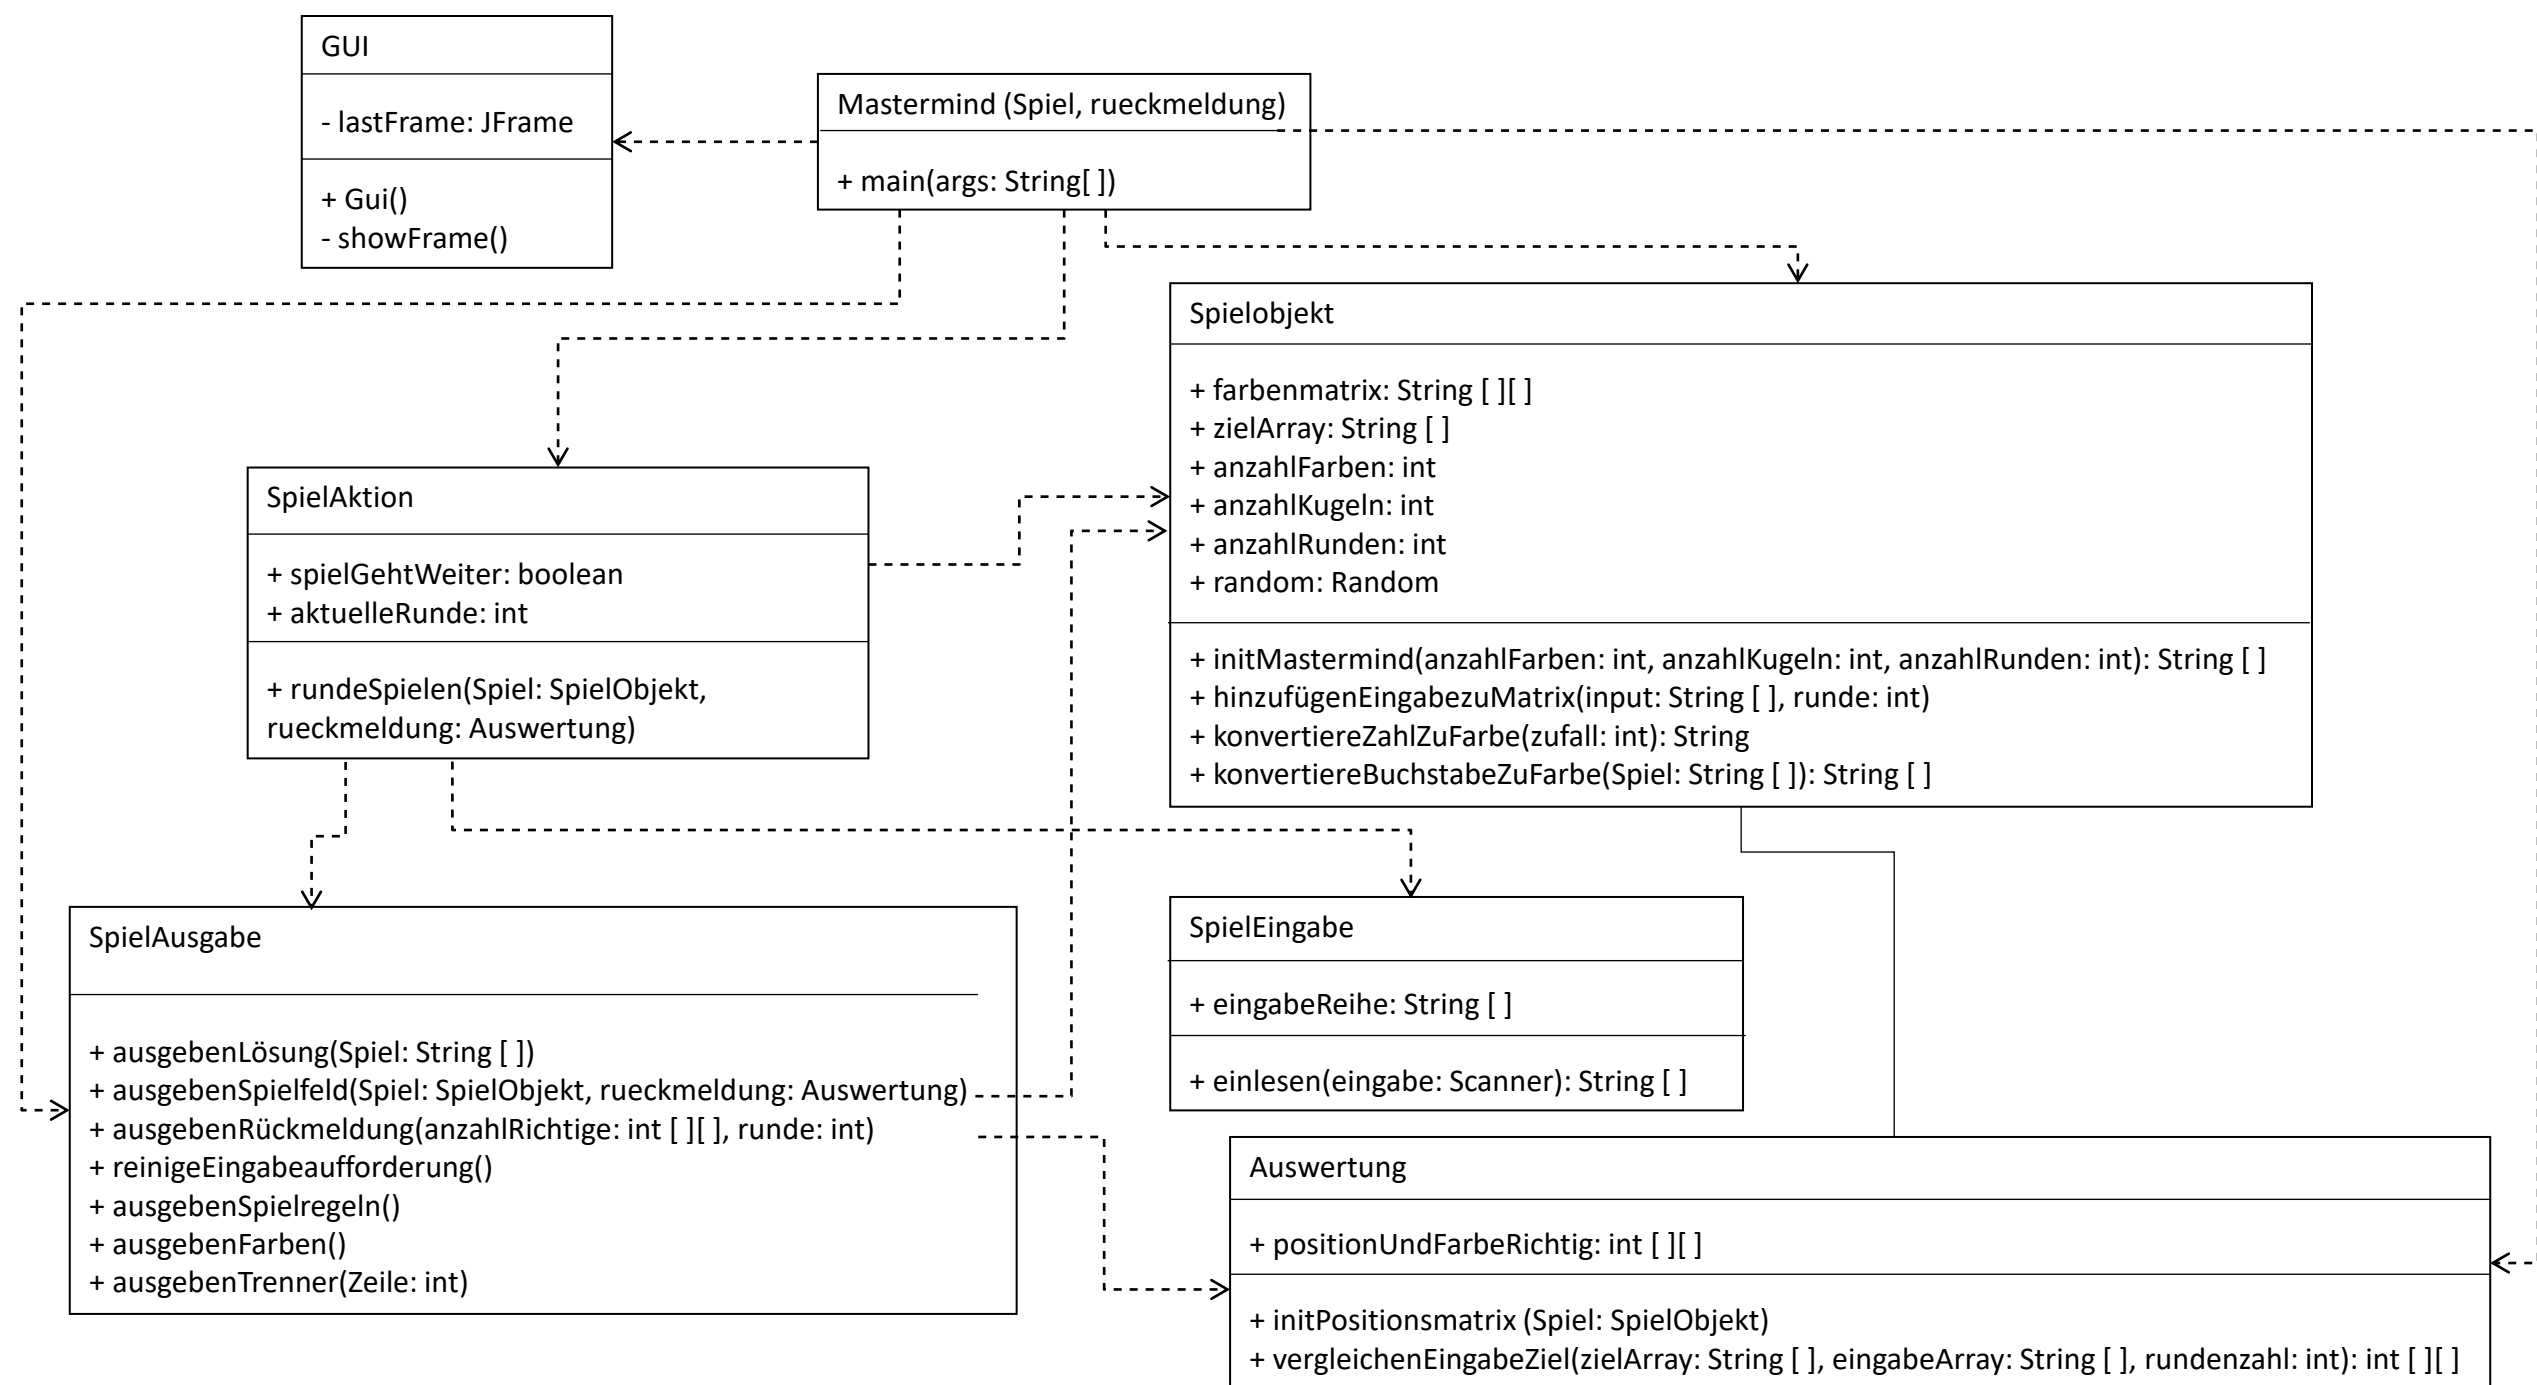 GUI
- lastFrame: JFrame
+ Gui()
- showFrame()
Mastermind (Spiel, rueckmeldung)
+ main(args: String[ ])
Spielobjekt
+ farbenmatrix: String [ ][ ]
+ zielArray: String [ ]
+ anzahlFarben: int
+ anzahlKugeln: int
+ anzahlRunden: int
+ random: Random
+ initMastermind(anzahlFarben: int, anzahlKugeln: int, anzahlRunden: int): String [ ]
+ hinzufügenEingabezuMatrix(input: String [ ], runde: int)
+ konvertiereZahlZuFarbe(zufall: int): String
+ konvertiereBuchstabeZuFarbe(Spiel: String [ ]): String [ ]
SpielAktion
+ spielGehtWeiter: boolean
+ aktuelleRunde: int
+ rundeSpielen(Spiel: SpielObjekt,
rueckmeldung: Auswertung)
SpielAusgabe
+ ausgebenLösung(Spiel: String [ ])
+ ausgebenSpielfeld(Spiel: SpielObjekt, rueckmeldung: Auswertung)
+ ausgebenRückmeldung(anzahlRichtige: int [ ][ ], runde: int)
+ reinigeEingabeaufforderung()
+ ausgebenSpielregeln()
+ ausgebenFarben()
+ ausgebenTrenner(Zeile: int)
SpielEingabe
+ eingabeReihe: String [ ]
+ einlesen(eingabe: Scanner): String [ ]
Auswertung
+ positionUndFarbeRichtig: int [ ][ ]
+ initPositionsmatrix (Spiel: SpielObjekt)
+ vergleichenEingabeZiel(zielArray: String [ ], eingabeArray: String [ ], rundenzahl: int): int [ ][ ]